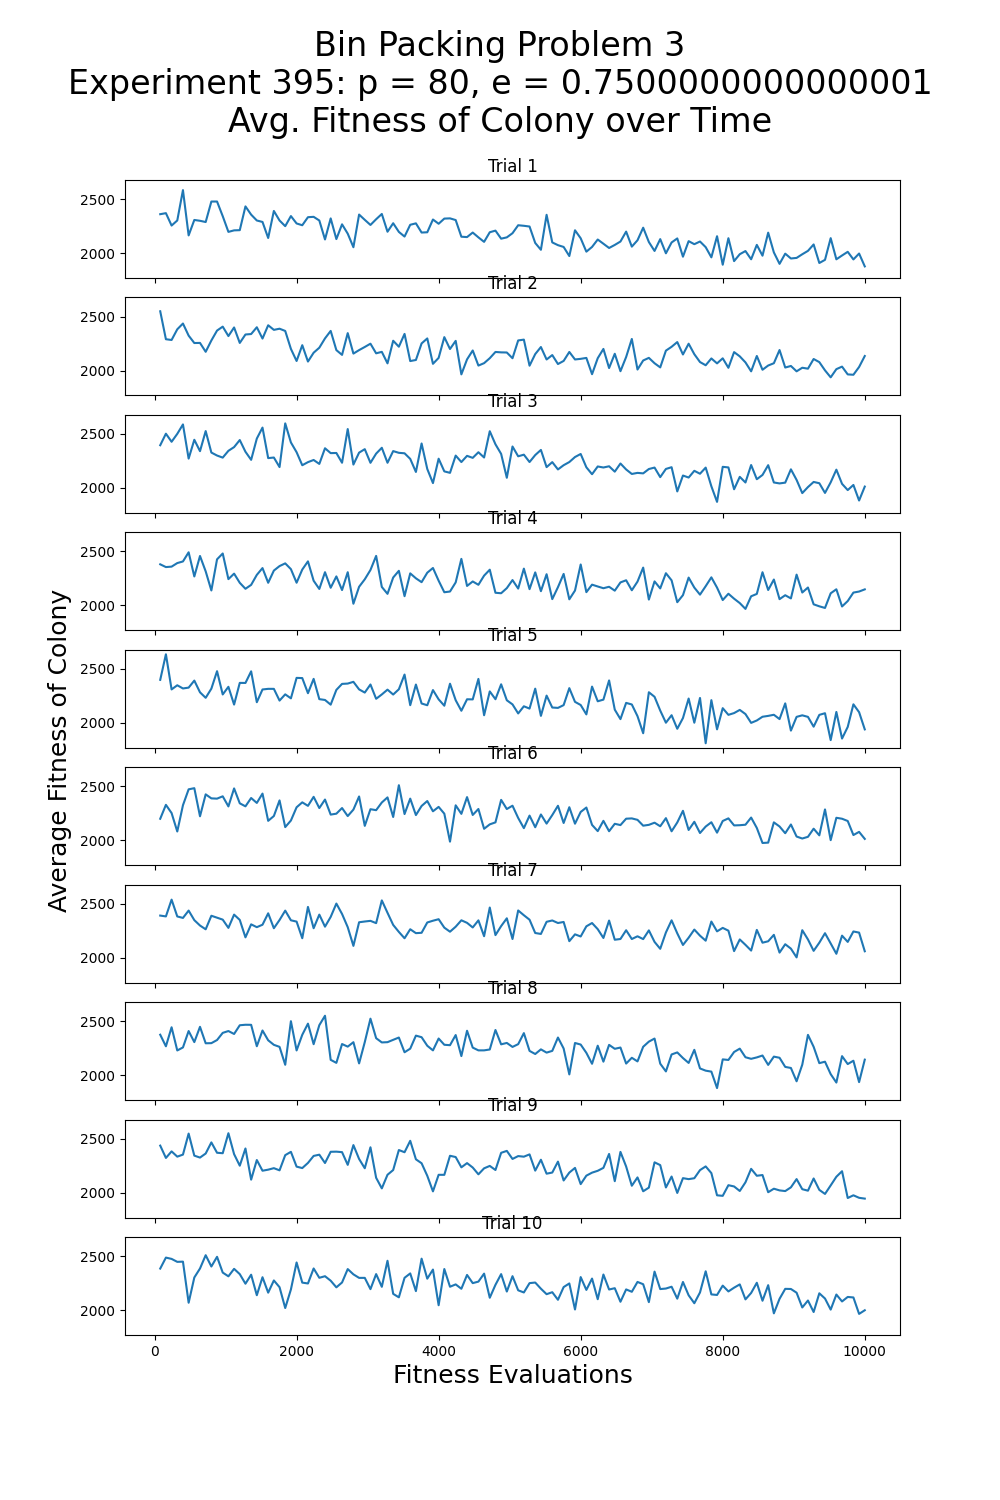 Bin Packing Problem 3
Experiment 395: p = 80, e = 0.7500000000000001
Avg. Fitness of Colony over Time
Trial 1
2500
2000
Trial 2
2500
2000
Trial 3
2500
2000
Trial 4
2500
2000
Trial 5
2500
2000
Trial 6
2500
2000
Trial 7
2500
2000
Trial 8
2500
2000
Trial 9
2500
2000
Trial 10
2500
2000
Average Fitness of Colony
0 2000 4000 6000 8000 10000
Fitness Evaluations